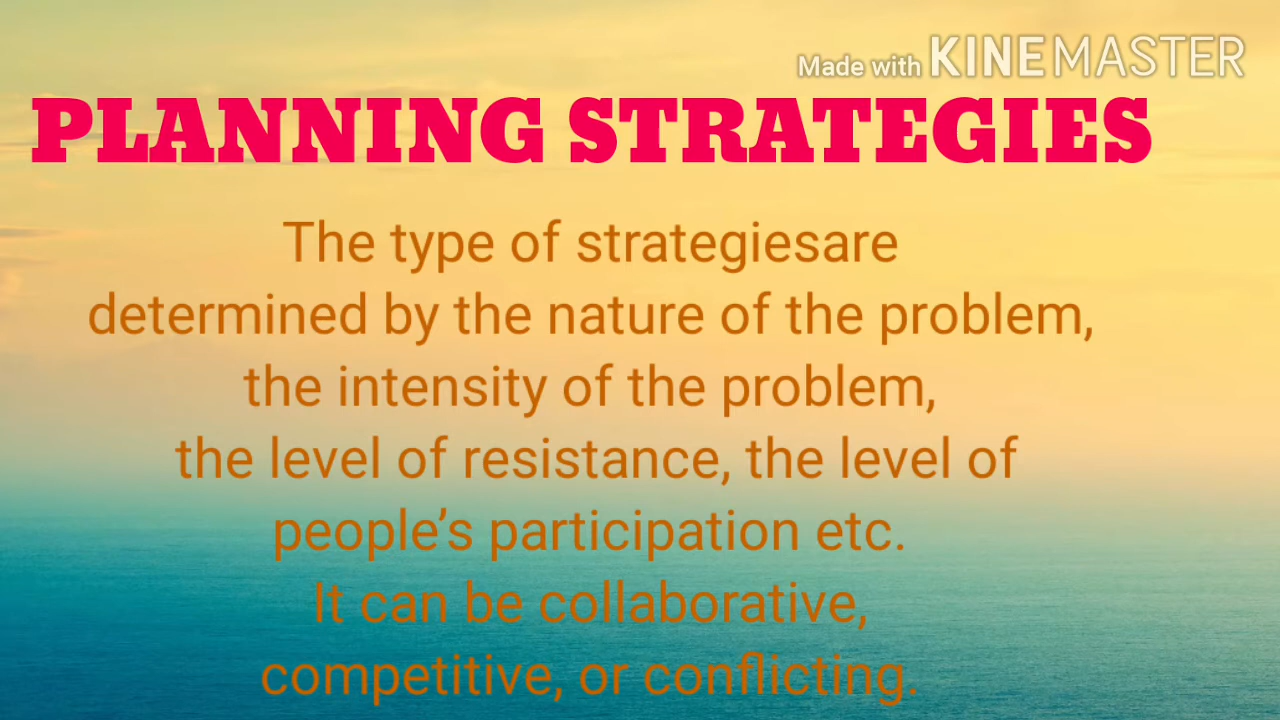 Made with KINEMASTER
PLANNING STRATEGIES
The type of strategiesare
determined by the nature of the problem,
the intensity of the problem,
the level of resistance, the level of
people’s participation etc.
It can be collaborative,
competitive, or conflicting.